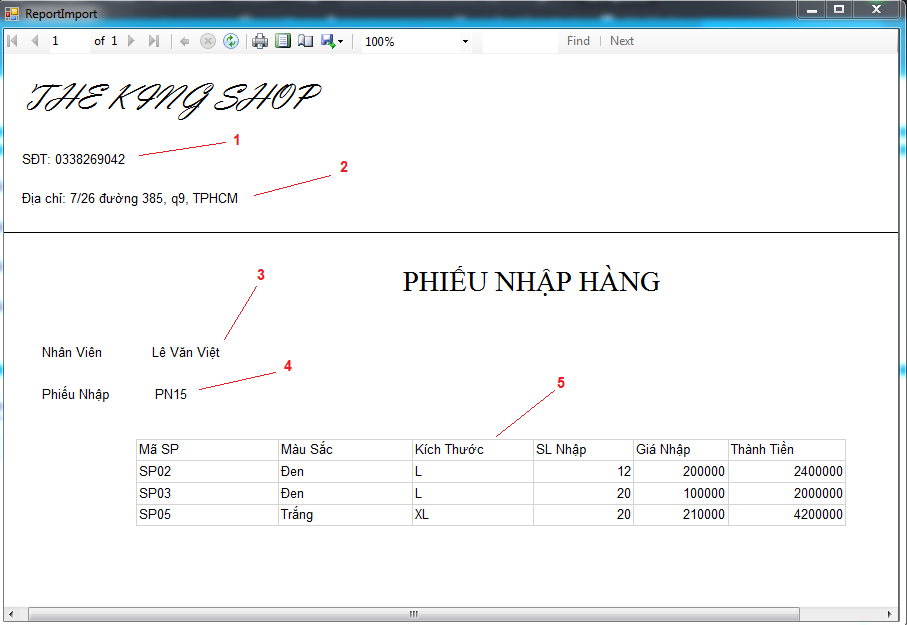 ReportImport
1 of 1 100% Find | Next
THE KING SHOP
1
SĐT: 0338269042
2
Địa chỉ: 7/26 đường 385, q9, TPHCM
3
PHIẾU NHẬP HÀNG
Nhân Viên Lê Văn Việt
4
Phiếu Nhập PN15
5
Mã SP Màu Sắc Kích Thước SL Nhập Giá Nhập Thành Tiền
SP02 Đen L 12 200000 2400000
SP03 Đen L 20 100000 2000000
SP05 Trắng XL 20 210000 4200000